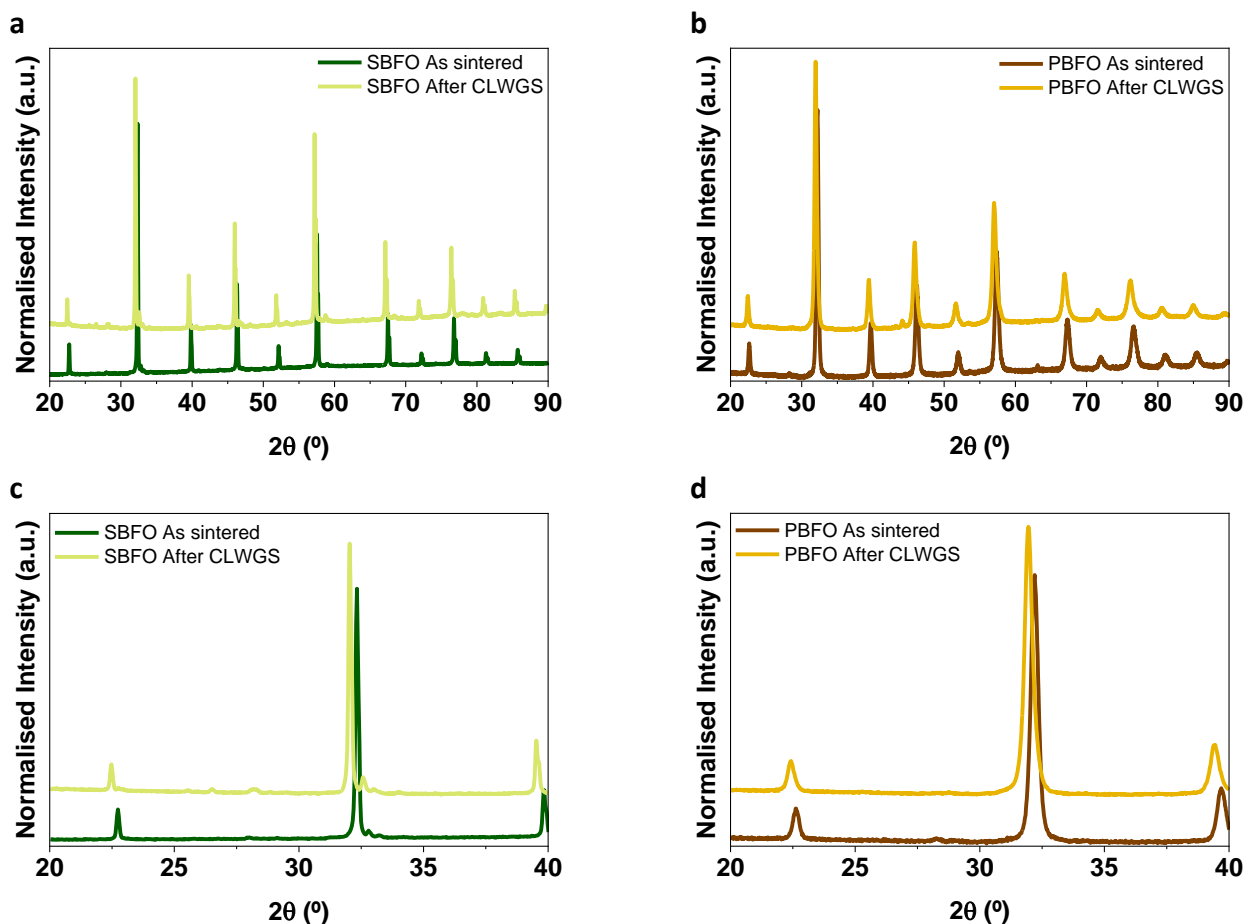 a
SBFO As sintered
SBFO After CLWGS
Normalised Intensity (a.u.)
20 30 40 50 60 70 80 90
2θ (º)
b
PBFO As sintered
PBFO After CLWGS
Normalised Intensity (a.u.)
20 30 40 50 60 70 80 90
2θ (º)
c
SBFO As sintered
SBFO After CLWGS
Normalised Intensity (a.u.)
20 25 30 35 40
2θ (º)
d
PBFO As sintered
PBFO After CLWGS
Normalised Intensity (a.u.)
20 25 30 35 40
2θ (º)